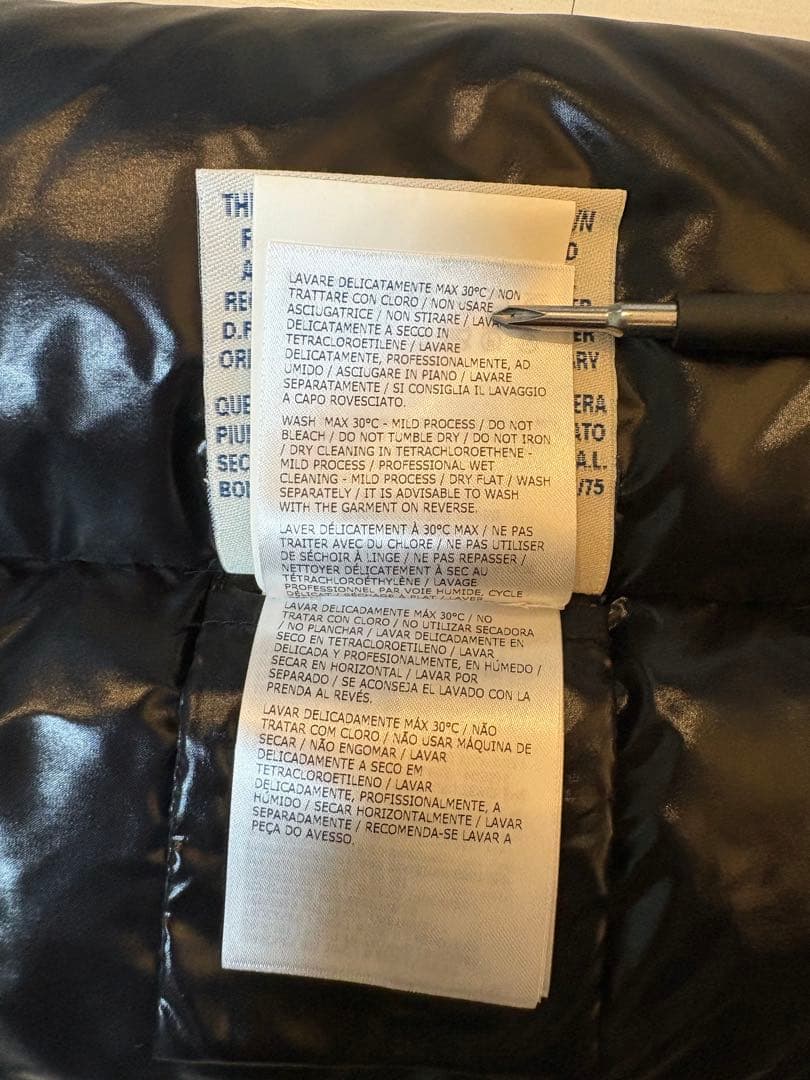 LAVARE DELICATAMENTE MAX 30°C / NON
TRATTARE CON CLORO / NON USARE
ASCIUGATRICE / NON STIRARE /
DELICATAMENTE A SECCO IN
TETRACLOROETILENE / LAVARE
DELICATAMENTE, PROFESSIONALMENTE, AD
UMIDO / ASCIUGARE IN PIANO / LAVARE
SEPARATAMENTE / SI CONSIGLIA IL LAVAGGIO
A CAPO ROVESCIATO.
WASH MAX 30°C - MILD PROCESS / DO NOT
BLEACH / DO NOT TUMBLE DRY / DO NOT IRON
/ DRY CLEANING IN TETRACHLOROETHENE -
MILD PROCESS / PROFESSIONAL WET
CLEANING - MILD PROCESS / DRY FLAT / WASH
SEPARATELY / IT IS ADVISABLE TO WASH
WITH THE GARMENT ON REVERSE.
LAVER DÉLICATEMENT À 30°C MAX / NE PAS
TRAITER AVEC DU CHLORE / NE PAS UTILISER
DE SÉCHOIR À LINGE / NE PAS REPASSER /
NETTOYER DÉLICATEMENT À SEC AU
TÉTRACHLOROÉTHYLÈNE / LAVAGE
PROFESSIONNEL PAR VOIE HUMIDE, CYCLE
DÉLICAT / SÉCHAGE À PLAT / LAVER
LAVAR DELICADAMENTE MÁX 30°C / NO
TRATAR CON CLORO / NO UTILIZAR SECADORA
/ NO PLANCHAR / LAVAR DELICADAMENTE EN
SECO EN TETRACLOROETILENO / LAVAR
DELICADA Y PROFESIONALMENTE, EN HÚMEDO /
SECAR EN HORIZONTAL / LAVAR POR
SEPARADO / SE ACONSEJA EL LAVADO CON LA
PRENDA AL REVÉS.
LAVAR DELICADAMENTE MÁX 30°C / NÃO
TRATAR COM CLORO / NÃO USAR MÁQUINA DE
SECAR / NÃO ENGOMAR / LAVAR
DELICADAMENTE A SECO EM
TETRACLOROETILENO / LAVAR
DELICADAMENTE, PROFISSIONALMENTE, A
HÚMIDO / SECAR HORIZONTALMENTE / LAVAR
SEPARADAMENTE / RECOMENDA-SE LAVAR A
PEÇA DO AVESSO.